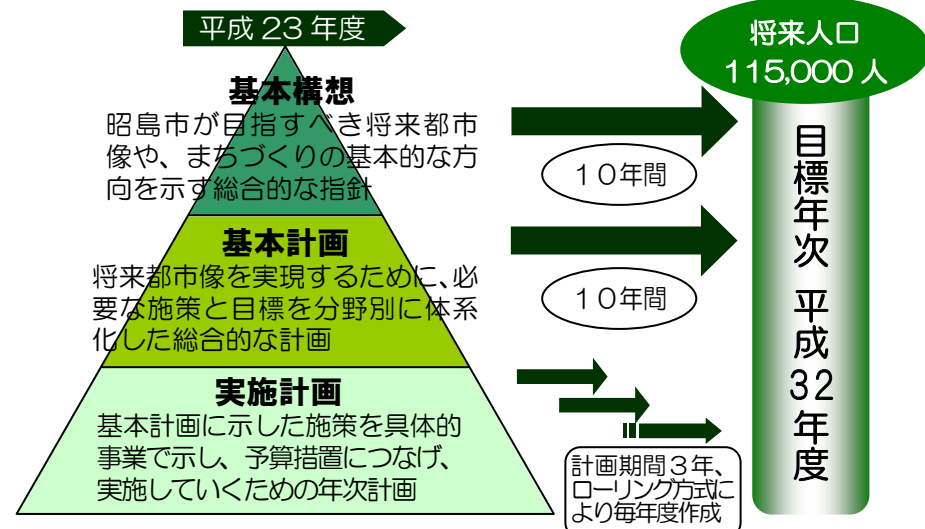 平成 23 年度
基本構想
昭島市が目指すべき将来都市
像や、まちづくりの基本的な方
向を示す総合的な指針
10年間
基本計画
将来都市像を実現するために、必
要な施策と目標を分野別に体系
化した総合的な計画
10年間
実施計画
基本計画に示した施策を具体的
事業で示し、予算措置につなげ、
実施していくための年次計画
計画期間３年、
ローリング方式に
より毎年度作成
将来人口
115,000 人
目標年次 平成32年度